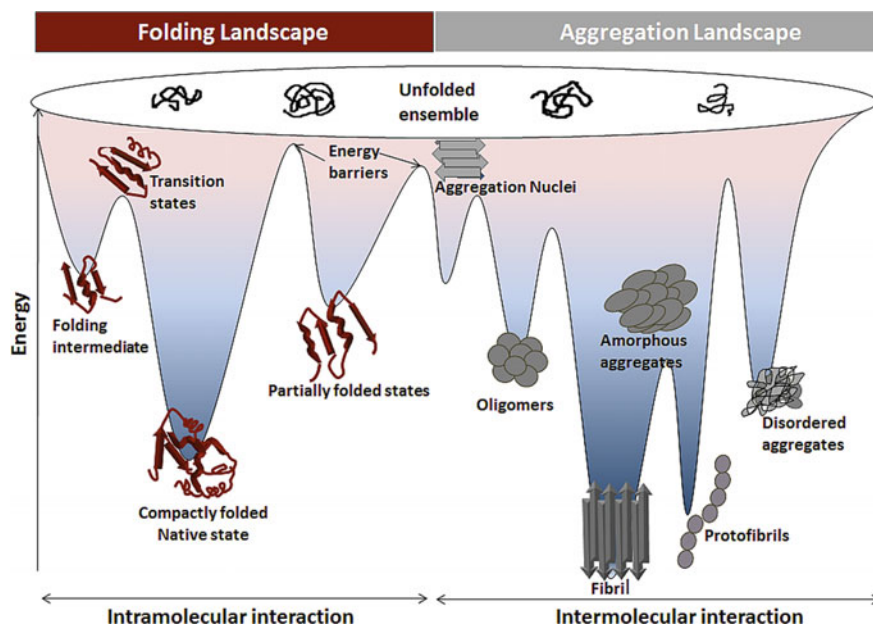 Folding Landscape
Aggregation Landscape
Unfolded
ensemble
Energy
barriers
Aggregation Nuclei
Transition
states
Folding
intermediate
Partially folded states
Compactly folded
Native state
Oligomers
Amorphous
aggregates
Disordered
aggregates
Protofibrils
Fibril
Energy
Intramolecular interaction
Intermolecular interaction